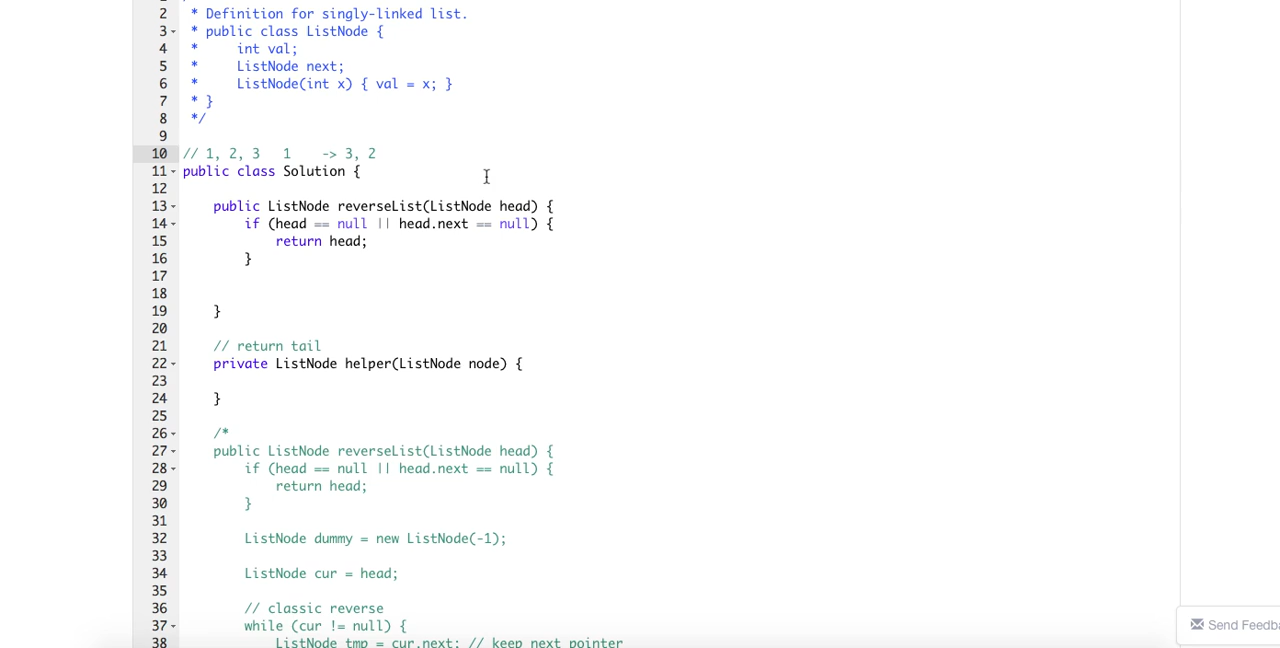 2 * Definition for singly-linked list.
3 * public class ListNode {
4 *     int val;
5 *     ListNode next;
6 *     ListNode(int x) { val = x; }
7 * }
8 */
9
10 // 1, 2, 3   1    -> 3, 2
11 public class Solution {
12
13     public ListNode reverseList(ListNode head) {
14         if (head == null || head.next == null) {
15             return head;
16         }
17
18
19     }
20
21     // return tail
22     private ListNode helper(ListNode node) {
23
24     }
25
26     /*
27     public ListNode reverseList(ListNode head) {
28         if (head == null || head.next == null) {
29             return head;
30         }
31
32         ListNode dummy = new ListNode(-1);
33
34         ListNode cur = head;
35
36         // classic reverse
37         while (cur != null) {
38             ListNode tmp = cur.next; // keep next pointer
Send Feedba